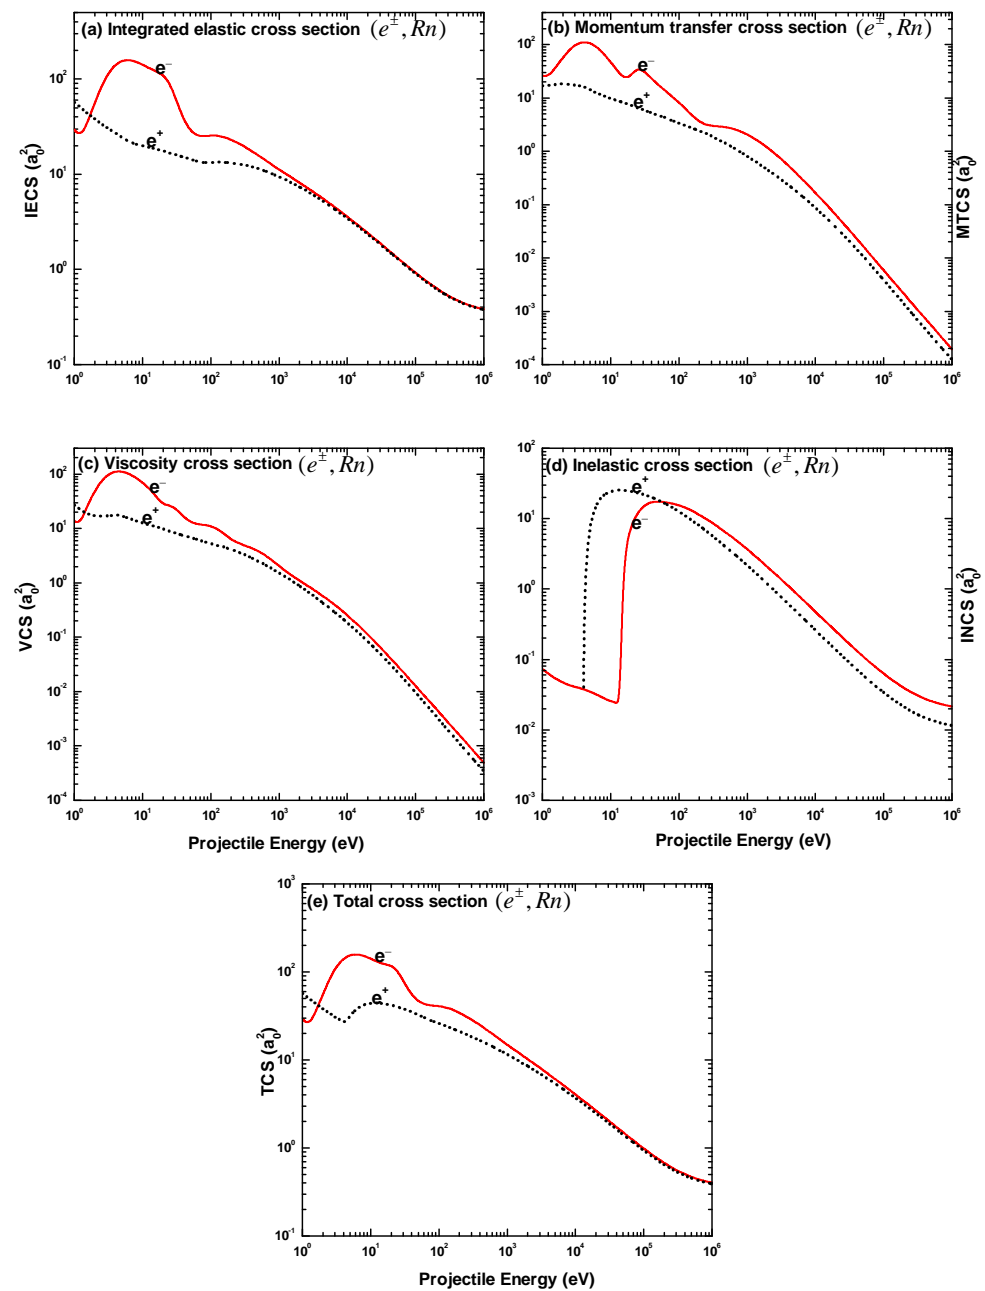 (a) Integrated elastic cross section (e±, Rn)
e⁻
e⁺
IECS (a₀²)
10²
10¹
10⁰
10⁻¹
10⁰ 10¹ 10² 10³ 10⁴ 10⁵ 10⁶
(b) Momentum transfer cross section (e±, Rn)
e⁻
e⁺
MTCS (a₀²)
10²
10¹
10⁰
10⁻¹
10⁻²
10⁻³
10⁻⁴
10⁰ 10¹ 10² 10³ 10⁴ 10⁵ 10⁶
(c) Viscosity cross section (e±, Rn)
e⁻
e⁺
VCS (a₀²)
10²
10¹
10⁰
10⁻¹
10⁻²
10⁻³
10⁻⁴
10⁰ 10¹ 10² 10³ 10⁴ 10⁵ 10⁶
Projectile Energy (eV)
(d) Inelastic cross section (e±, Rn)
e⁺
e⁻
INCS (a₀²)
10²
10¹
10⁰
10⁻¹
10⁻²
10⁻³
10⁰ 10¹ 10² 10³ 10⁴ 10⁵ 10⁶
Projectile Energy (eV)
(e) Total cross section (e±, Rn)
e⁻
e⁺
TCS (a₀²)
10³
10²
10¹
10⁰
10⁻¹
10⁰ 10¹ 10² 10³ 10⁴ 10⁵ 10⁶
Projectile Energy (eV)